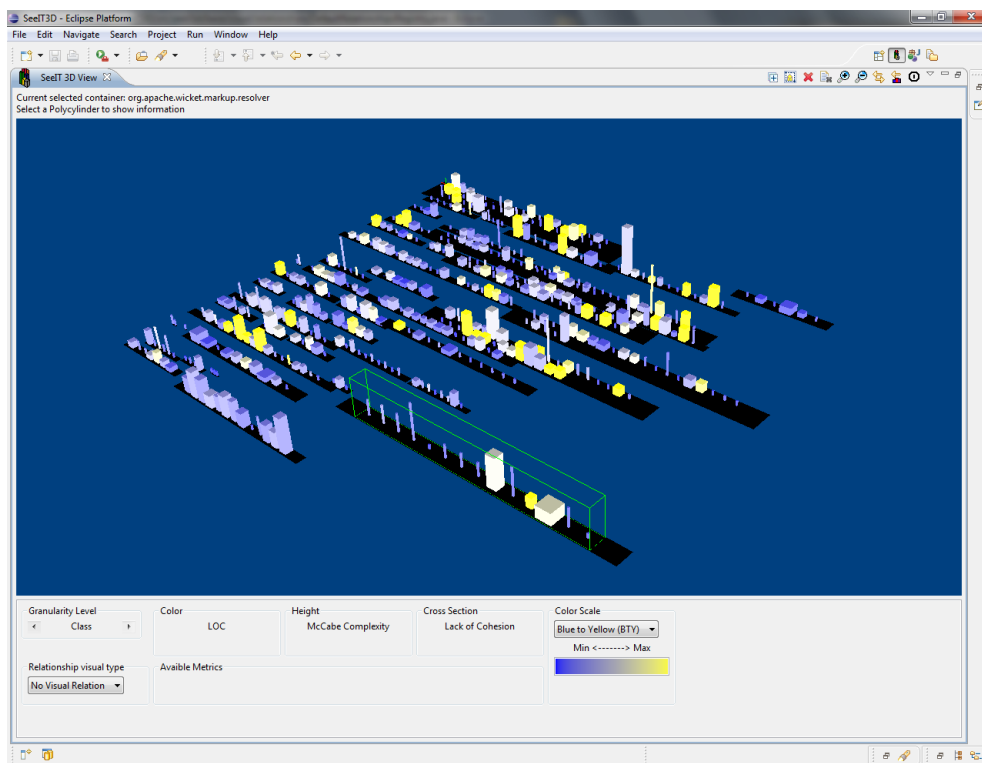 SeeIT3D - Eclipse Platform
File Edit Navigate Search Project Run Window Help
SeeIT 3D View
Current selected container: org.apache.wicket.markup.resolver
Select a Polycylinder to show information
Granularity Level Color Height Cross Section Color Scale
< Class > LOC McCabe Complexity Lack of Cohesion Blue to Yellow (BTY)
Min <-------> Max
Relationship visual type Avaible Metrics
No Visual Relation